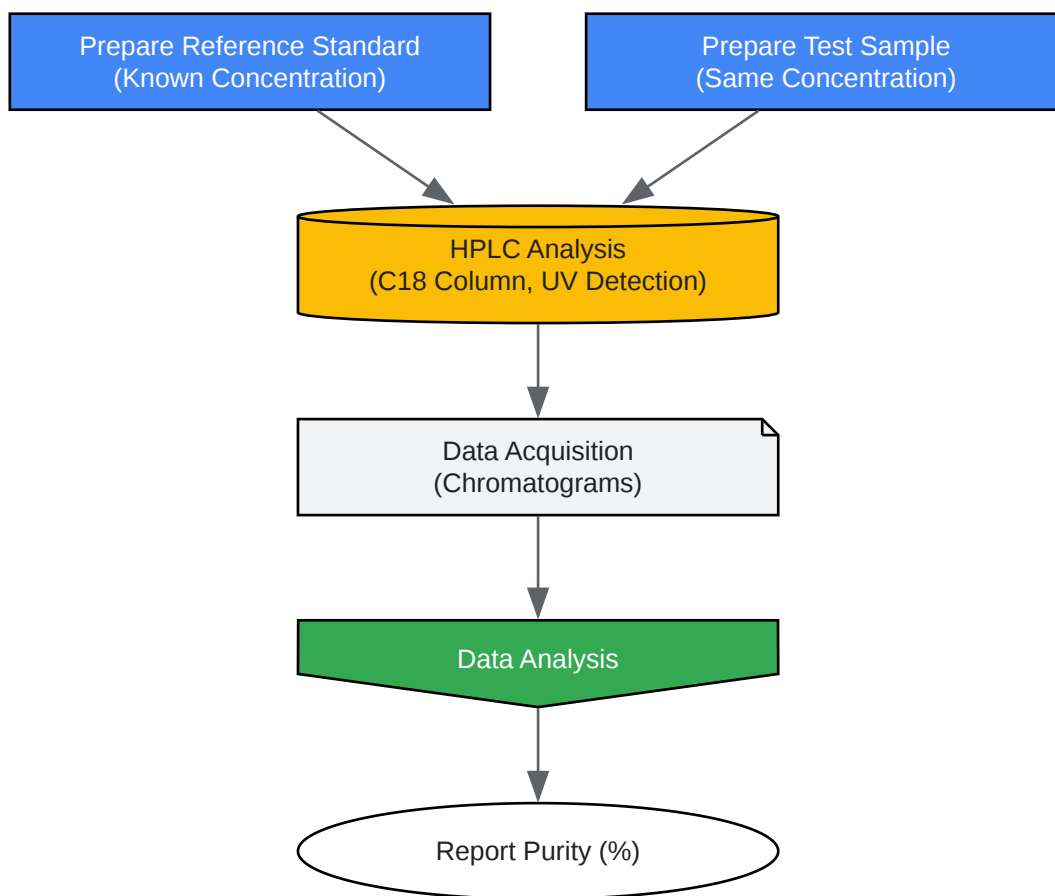 Prepare Reference Standard
(Known Concentration)
Prepare Test Sample
(Same Concentration)
HPLC Analysis
(C18 Column, UV Detection)
Data Acquisition
(Chromatograms)
Data Analysis
Report Purity (%)